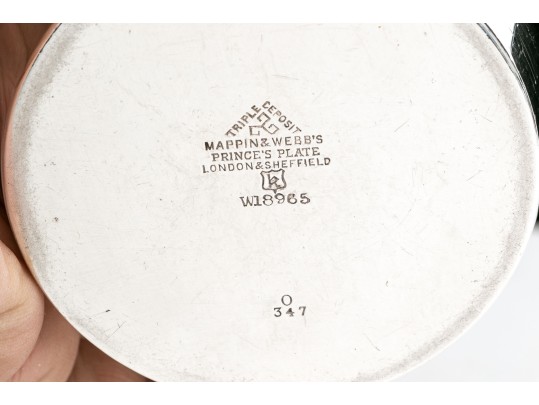 TRIPLE DEPOSIT
MAPPIN & WEBB'S
PRINCE'S PLATE
LONDON & SHEFFIELD
k
W18965
O
347